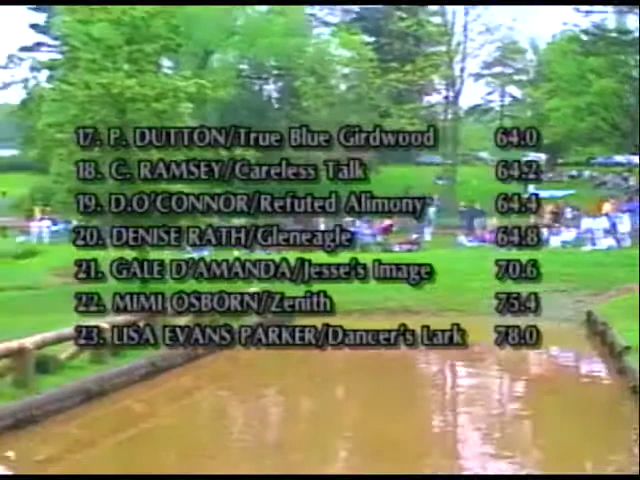 17. P. DUTTON/True Blue Girdwood 64.0
18. C. RAMSEY/Careless Talk 64.2
19. D.O'CONNOR/Refuted Alimony 64.4
20. DENISE RATH/Gleneagle 64.8
21. GALE D'AMANDA/Jesse's Image 70.6
22. MIMI OSBORN/Zenith 75.4
23. LISA EVANS PARKER/Dancer's Lark 78.0